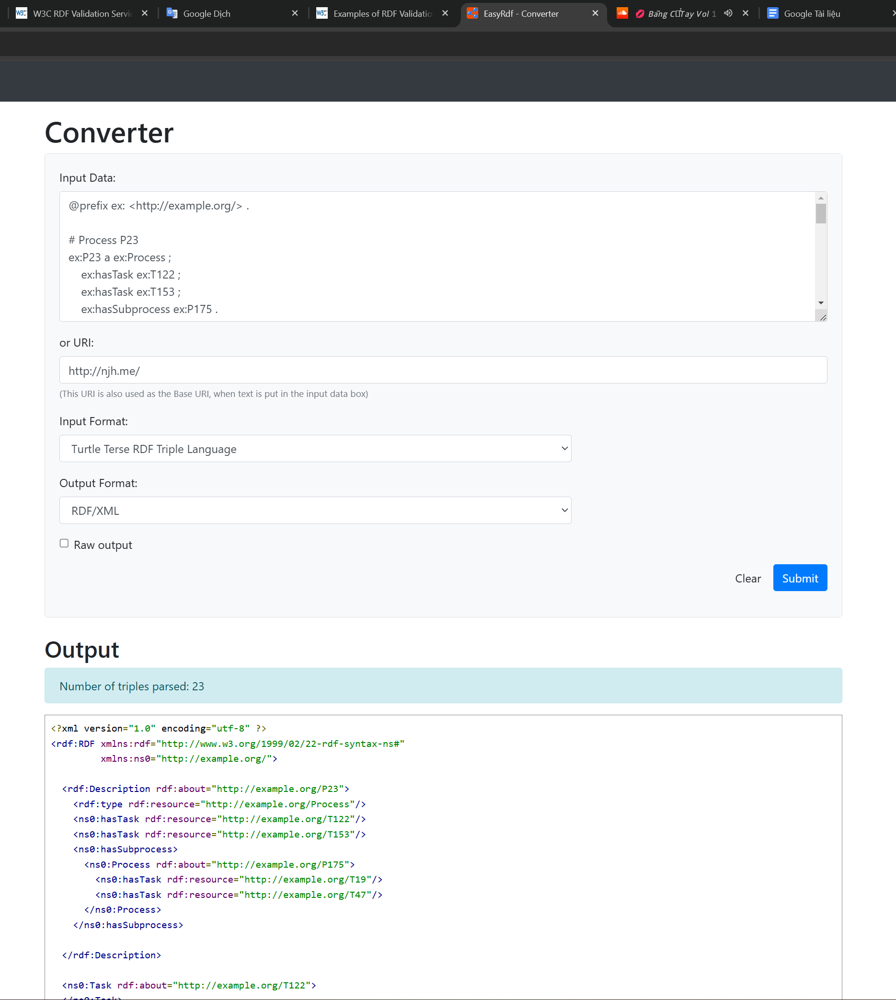 W3C RDF Validation Servic
Google Dịch
Examples of RDF Validatio
EasyRdf - Converter
Tay Vol 1
Google Tài liệu
Converter
Input Data:
@prefix ex: <http://example.org/> .
# Process P23
ex:P23 a ex:Process ;
ex:hasTask ex:T122 ;
ex:hasTask ex:T153 ;
ex:hasSubprocess ex:P175 .
or URI:
http://njh.me/
(This URI is also used as the Base URI, when text is put in the input data box)
Input Format:
Turtle Terse RDF Triple Language
Output Format:
RDF/XML
Raw output
Clear
Submit
Output
Number of triples parsed: 23
<?xml version="1.0" encoding="utf-8" ?>
<rdf:RDF xmlns:rdf="http://www.w3.org/1999/02/22-rdf-syntax-ns#"
xmlns:ns0="http://example.org/">
<rdf:Description rdf:about="http://example.org/P23">
<rdf:type rdf:resource="http://example.org/Process"/>
<ns0:hasTask rdf:resource="http://example.org/T122"/>
<ns0:hasTask rdf:resource="http://example.org/T153"/>
<ns0:hasSubprocess>
<ns0:Process rdf:about="http://example.org/P175">
<ns0:hasTask rdf:resource="http://example.org/T19"/>
<ns0:hasTask rdf:resource="http://example.org/T47"/>
</ns0:Process>
</ns0:hasSubprocess>
</rdf:Description>
<ns0:Task rdf:about="http://example.org/T122">